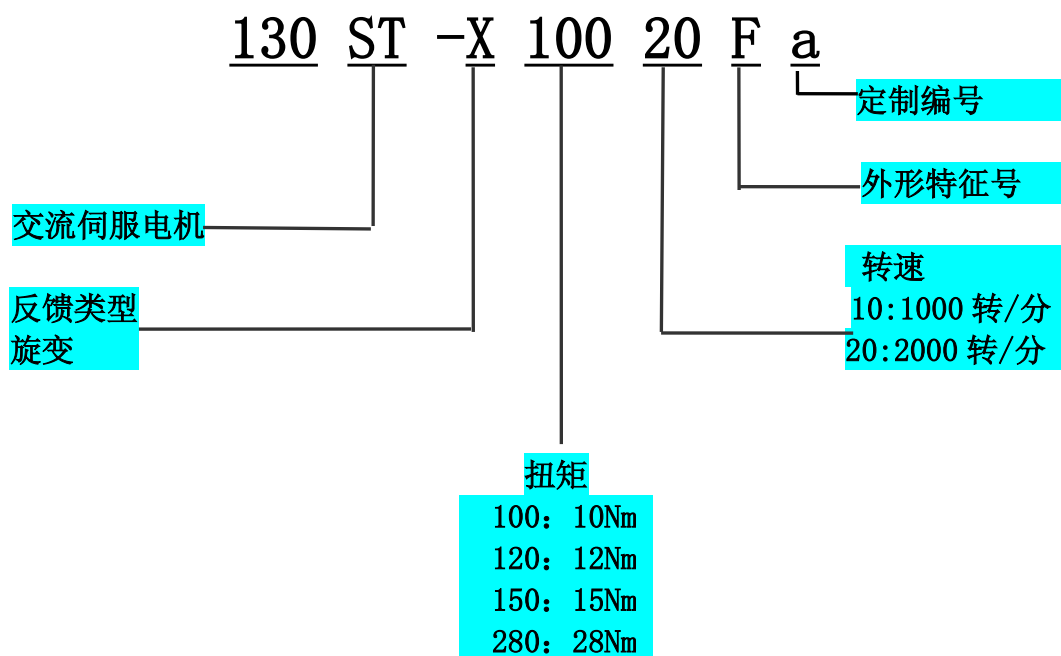 130 ST -X 100 20 F a
定制编号
外形特征号
交流伺服电机
转速
10:1000 转/分
20:2000 转/分
反馈类型
旋变
扭矩
100: 10Nm
120: 12Nm
150: 15Nm
280: 28Nm